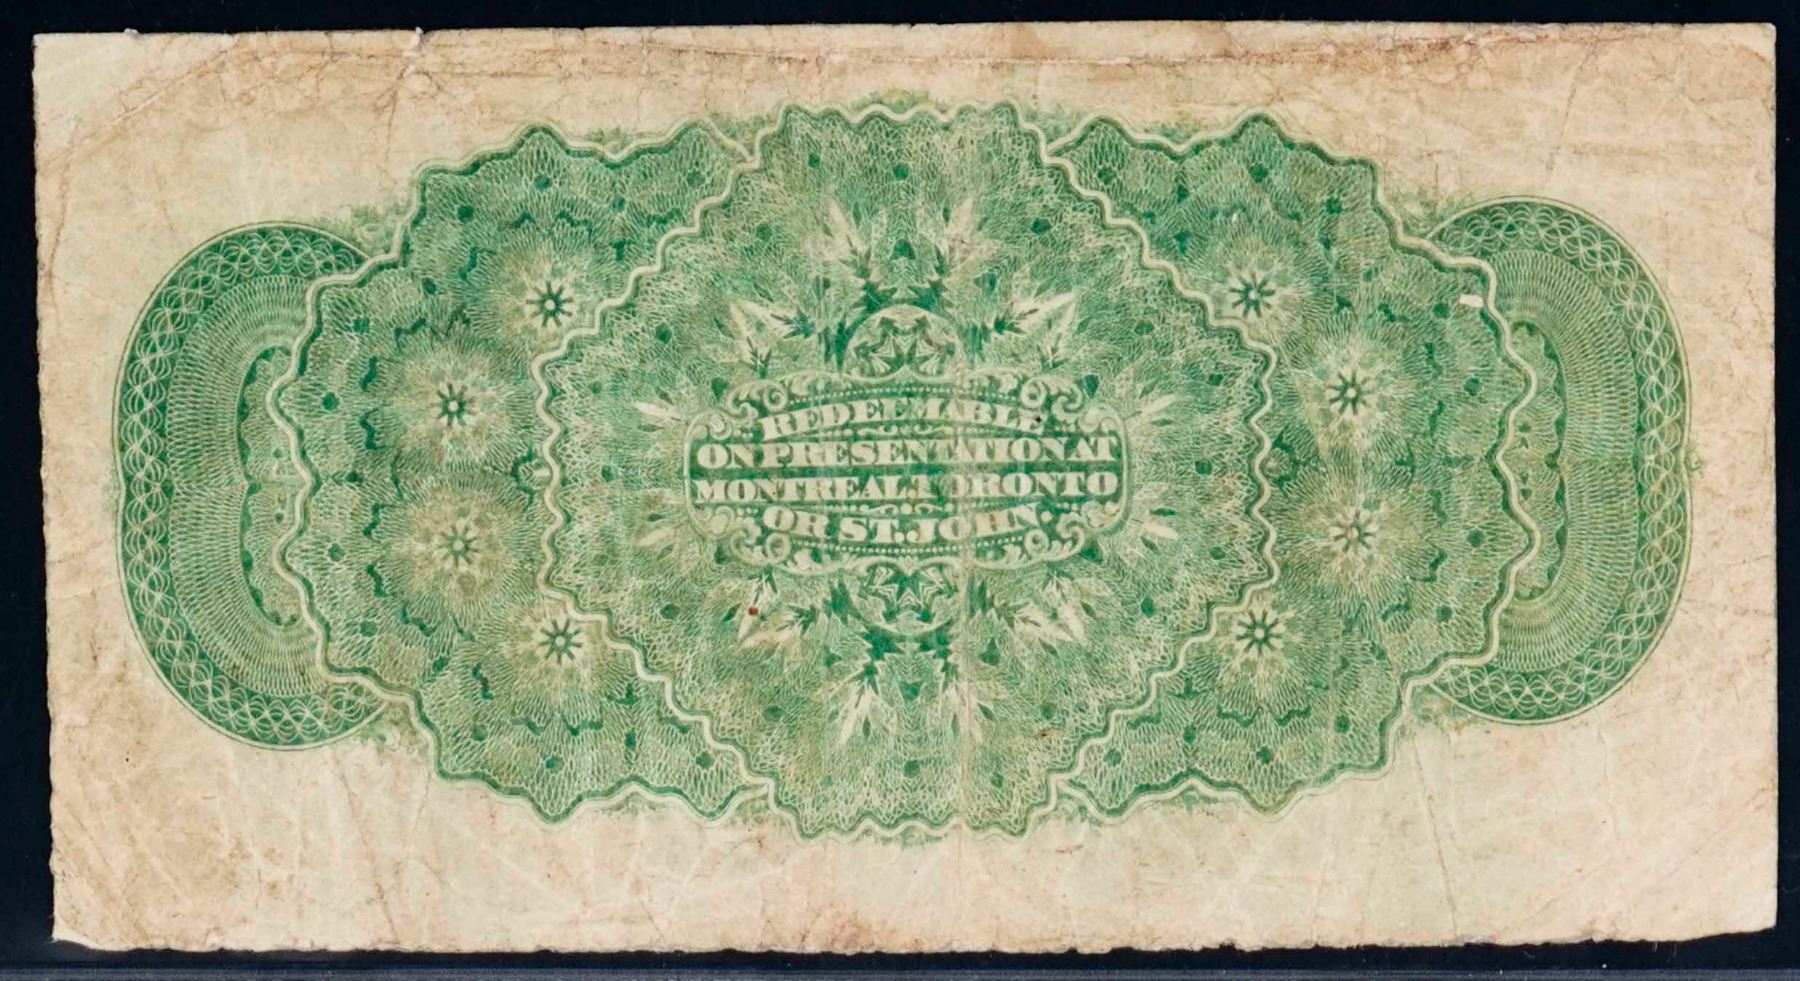 REDEEMABLE
ON PRESENTATION AT
MONTREAL, TORONTO
OR ST. JOHN.